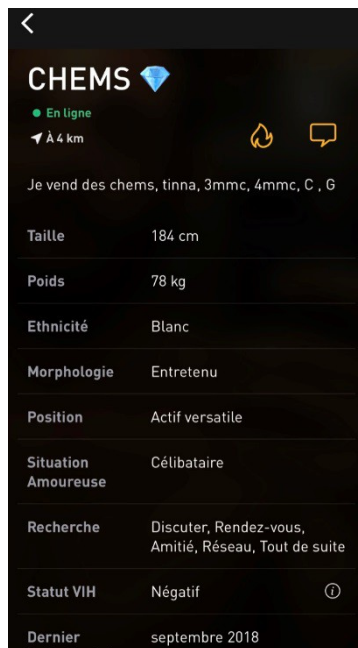 CHEMS 💎
En ligne
À 4 km
Je vend des chems, tinna, 3mmc, 4mmc, C , G
Taille 184 cm
Poids 78 kg
Ethnicité Blanc
Morphologie Entretenu
Position Actif versatile
Situation Célibataire
Amoureuse
Recherche Discuter, Rendez-vous,
Amitié, Réseau, Tout de suite
Statut VIH Négatif
Dernier septembre 2018